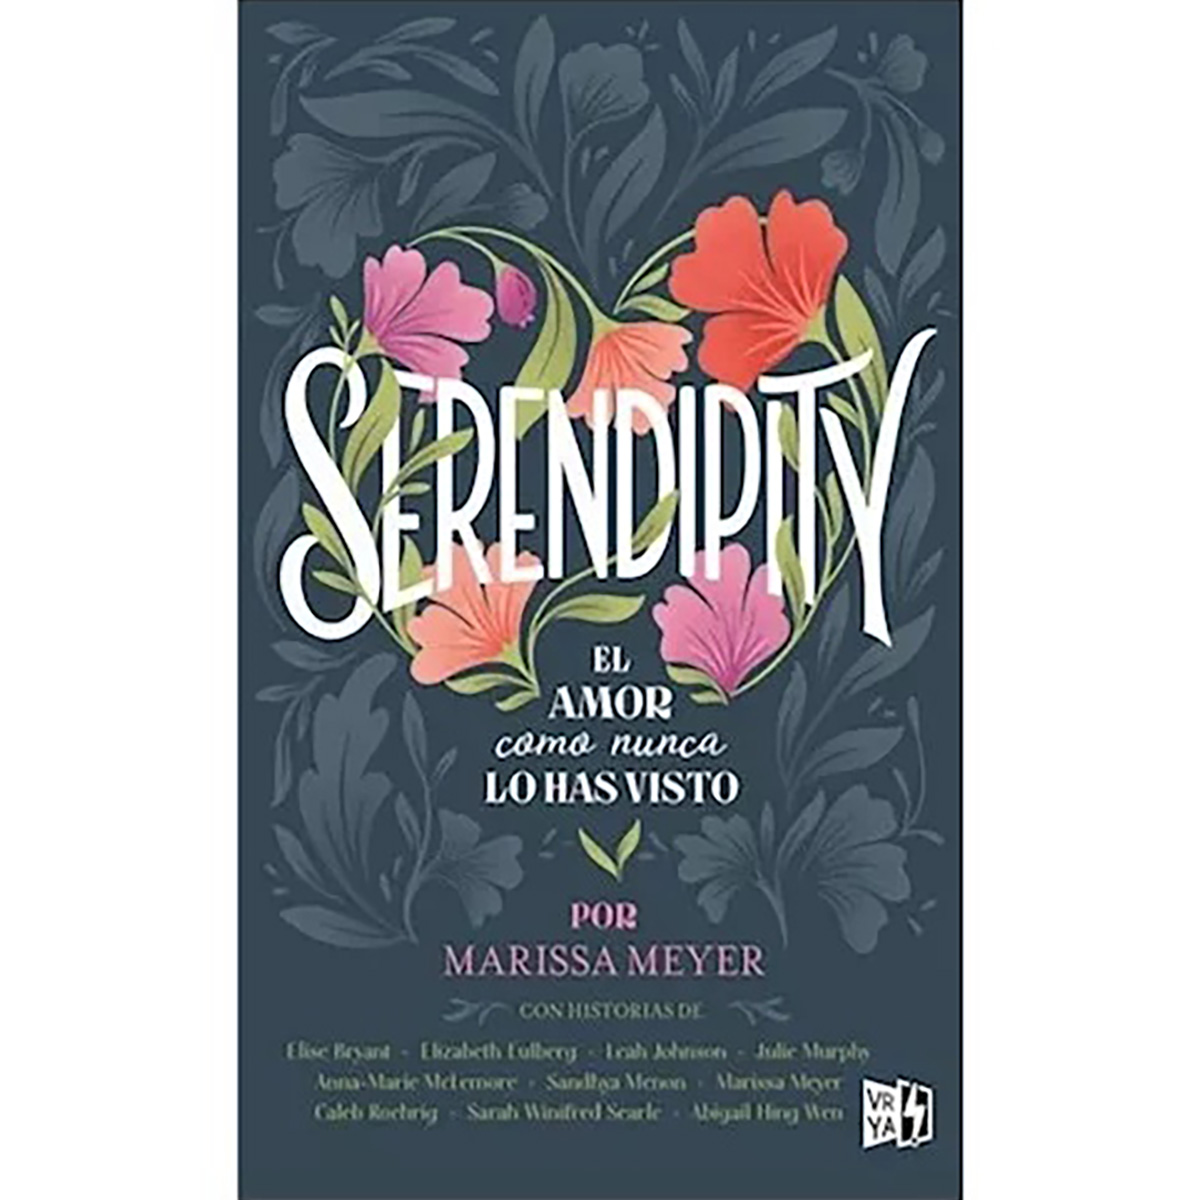 SERENDIPITY
EL
AMOR
como nunca
LO HAS VISTO
POR
MARISSA MEYER
CON HISTORIAS DE
Elise Bryant - Elizabeth Eulberg - Leah Johnson - Julie Murphy
Anna-Marie McLemore - Sandhya Menon - Marissa Meyer
Caleb Roehrig - Sarah Winifred Searle - Abigail Hing Wen
VR
YA